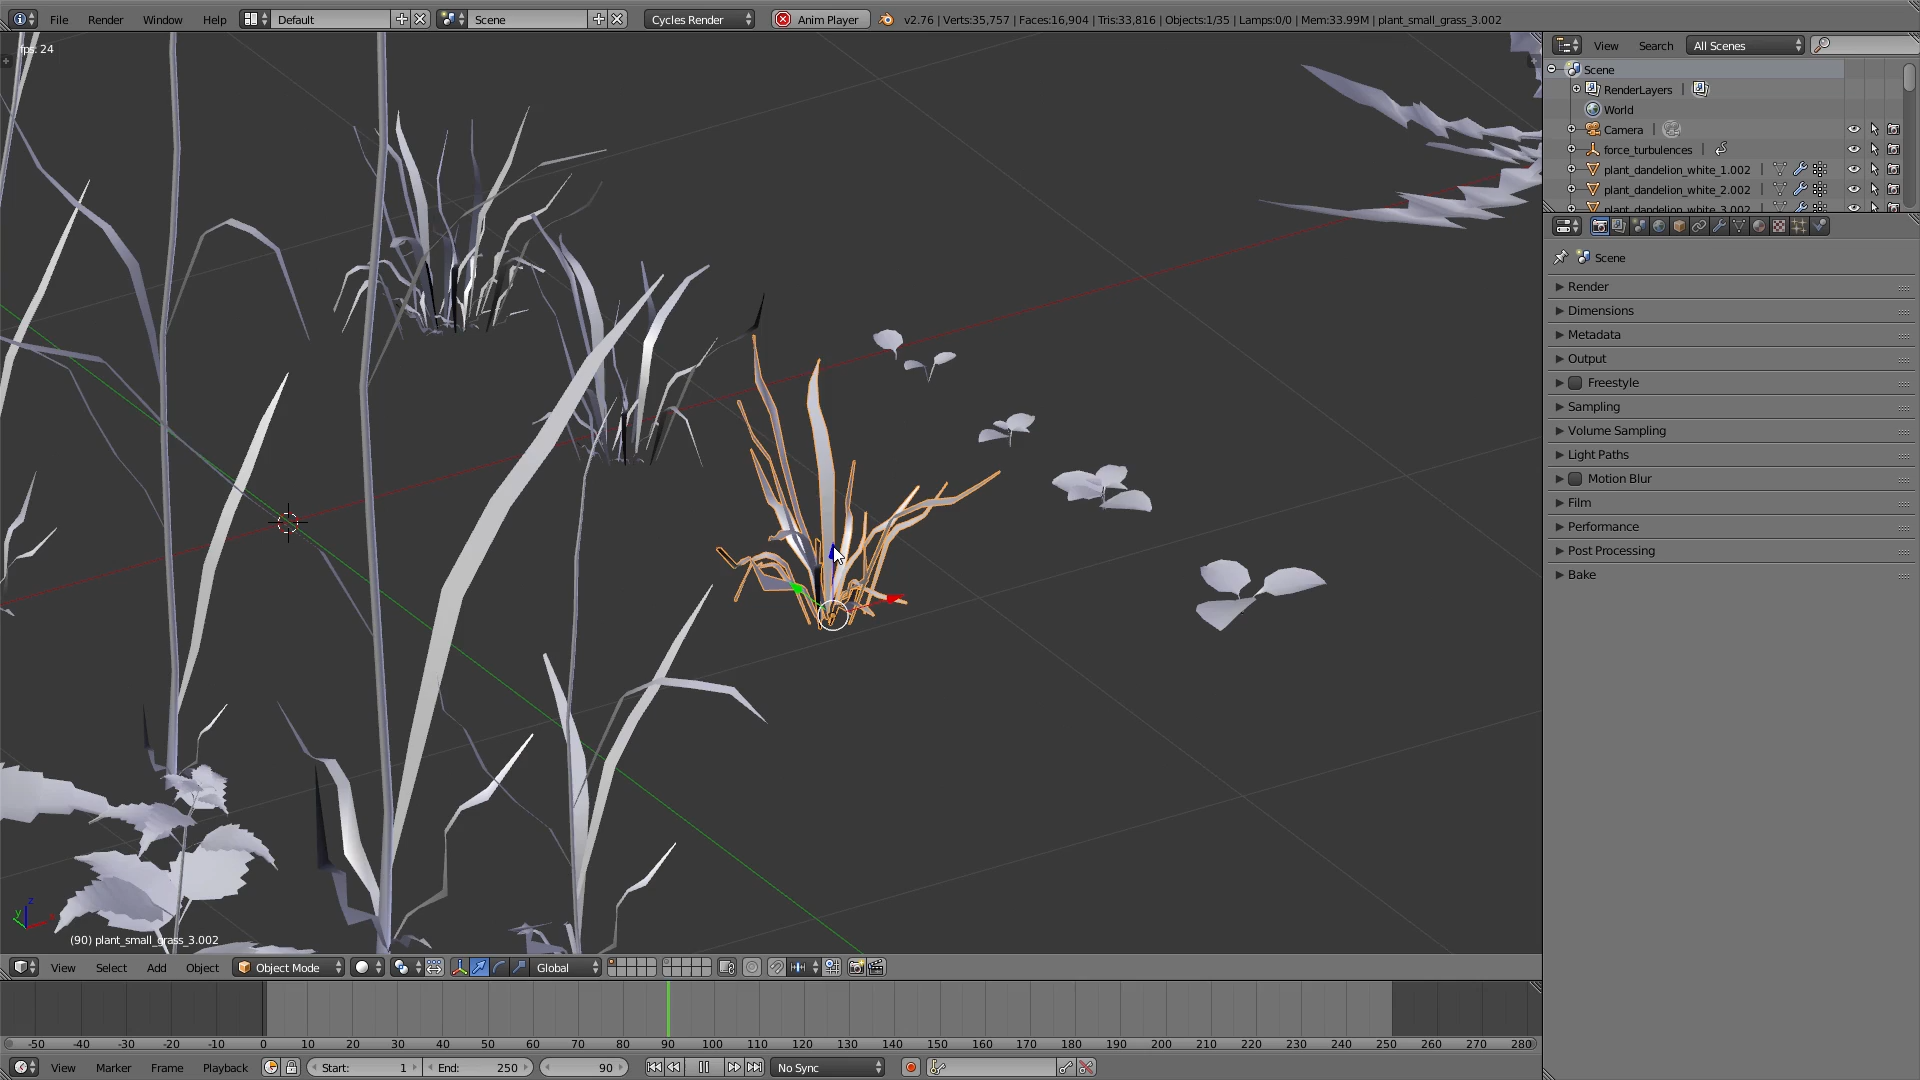 File Render Window Help Default Scene Cycles Render Anim Player v2.76 | Verts:35,757 | Faces:16,904 | Tris:33,816 | Objects:1/35 | Lamps:0/0 | Mem:33.99M | plant_small_grass_3.002
fps: 24
View Search All Scenes
Scene
RenderLayers
World
Camera
force_turbulences
plant_dandelion_white_1.002
plant_dandelion_white_2.002
plant_dandelion_white_3.002
Scene
Render
Dimensions
Metadata
Output
Freestyle
Sampling
Volume Sampling
Light Paths
Motion Blur
Film
Performance
Post Processing
Bake
z
y
(90) plant_small_grass_3.002
View Select Add Object Object Mode Global
-50 -40 -30 -20 -10 0 10 20 30 40 50 60 70 80 90 100 110 120 130 140 150 160 170 180 190 200 210 220 230 240 250 260 270 280
View Marker Frame Playback Start: 1 End: 250 90 No Sync